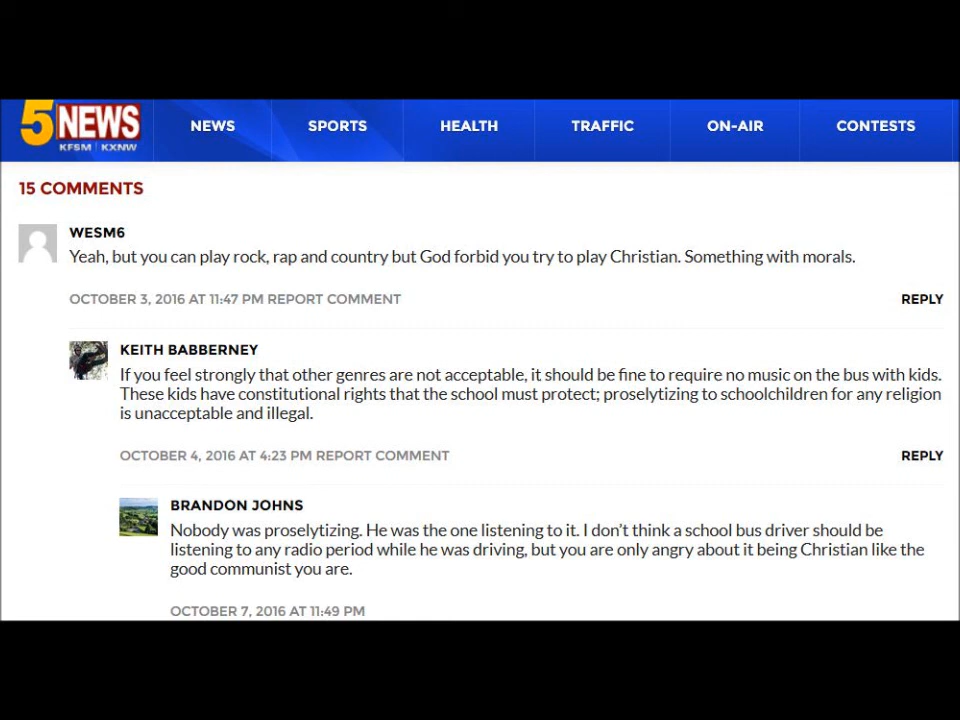 5 NEWS
KFSM | KXNW
NEWS SPORTS HEALTH TRAFFIC ON-AIR CONTESTS
15 COMMENTS
WESM6
Yeah, but you can play rock, rap and country but God forbid you try to play Christian. Something with morals.
OCTOBER 3, 2016 AT 11:47 PM REPORT COMMENT REPLY
KEITH BABBERNEY
If you feel strongly that other genres are not acceptable, it should be fine to require no music on the bus with kids.
These kids have constitutional rights that the school must protect; proselytizing to schoolchildren for any religion
is unacceptable and illegal.
OCTOBER 4, 2016 AT 4:23 PM REPORT COMMENT REPLY
BRANDON JOHNS
Nobody was proselytizing. He was the one listening to it. I don't think a school bus driver should be
listening to any radio period while he was driving, but you are only angry about it being Christian like the
good communist you are.
OCTOBER 7, 2016 AT 11:49 PM